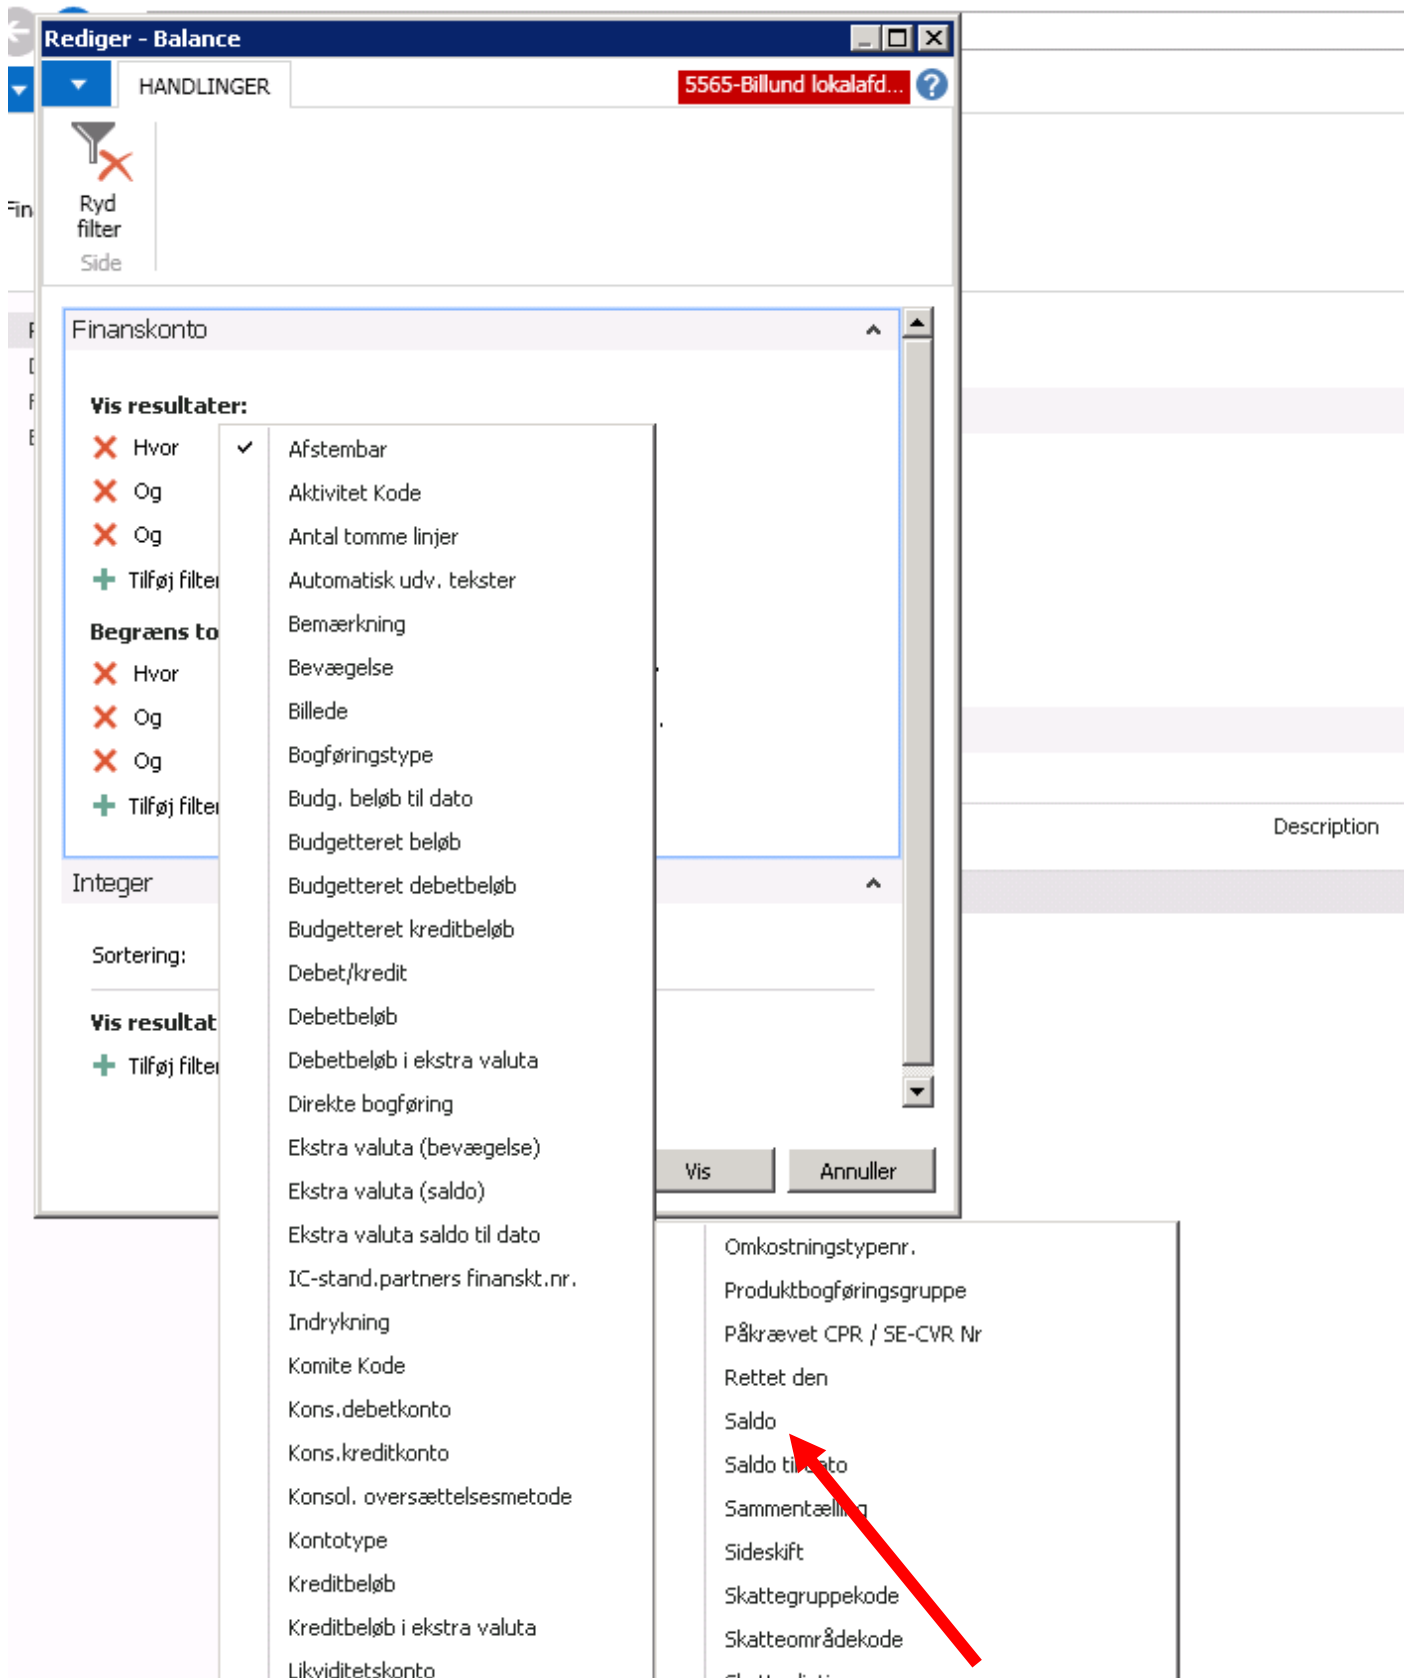 Rediger - Balance
HANDLINGER
5565-Billund lokalafd...
Ryd
filter
Side
Fin
Finanskonto
Vis resultater:
Hvor
Og
Og
Tilføj filter
Begræns to
Hvor
Og
Og
Tilføj filter
Integer
Sortering:
Vis resultat
Tilføj filter
Afstembar
Aktivitet Kode
Antal tomme linjer
Automatisk udv. tekster
Bemærkning
Bevægelse
Billede
Bogføringstype
Budg. beløb til dato
Budgetteret beløb
Budgetteret debetbeløb
Budgetteret kreditbeløb
Debet/kredit
Debetbeløb
Debetbeløb i ekstra valuta
Direkte bogføring
Ekstra valuta (bevægelse)
Ekstra valuta (saldo)
Ekstra valuta saldo til dato
IC-stand.partners finanskt.nr.
Indrykning
Komite Kode
Kons.debetkonto
Kons.kreditkonto
Konsol. oversættelsesmetode
Kontotype
Kreditbeløb
Kreditbeløb i ekstra valuta
Likviditetskonto
Vis
Annuller
Description
Omkostningstypenr.
Produktbogføringsgruppe
Påkrævet CPR / SE-CVR Nr
Rettet den
Saldo
Saldo til dato
Sammentælling
Sideskift
Skattegruppekode
Skatteområdekode